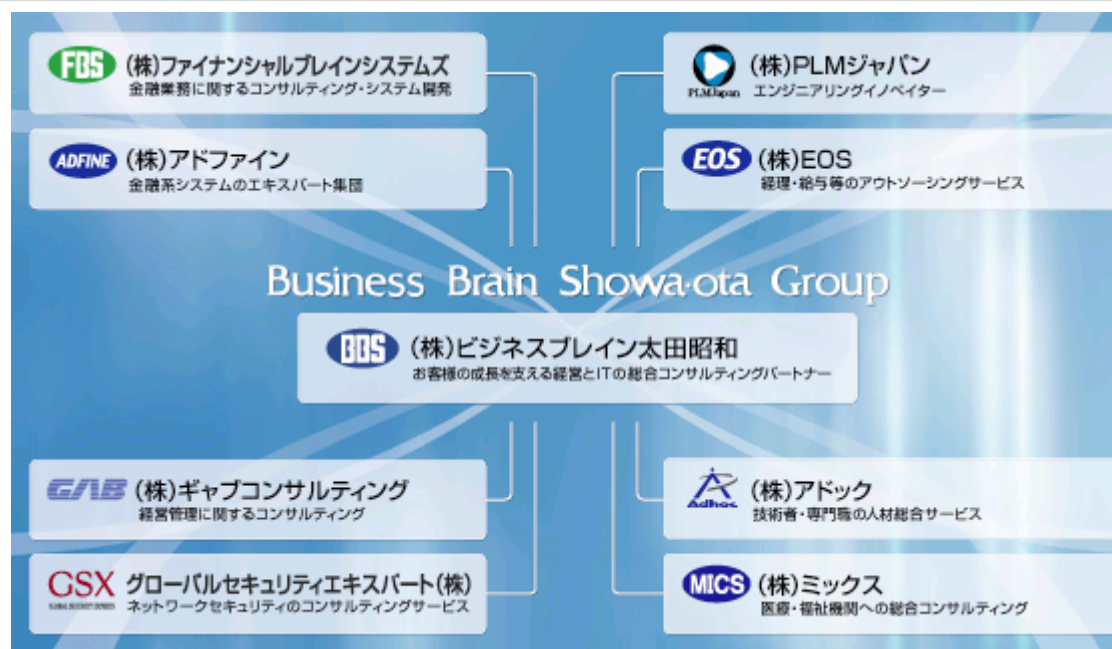 FBS (株)ファイナンシャルブレインシステムズ
金融業務に関するコンサルティング・システム開発
ADFINE (株)アドファイン
金融系システムのエキスパート集団
PLMJapan (株)PLMジャパン
エンジニアリングイノベイター
EOS (株)EOS
経理・給与等のアウトソーシングサービス
Business Brain Showa·ota Group
BBS (株)ビジネスブレイン太田昭和
お客様の成長を支える経営とITの総合コンサルティングパートナー
GAB (株)ギャブコンサルティング
経営管理に関するコンサルティング
GSX グローバルセキュリティエキスパート(株)
ネットワークセキュリティのコンサルティングサービス
Adhoc (株)アドック
技術者・専門職の人材総合サービス
MICS (株)ミックス
医療・福祉機関への総合コンサルティング